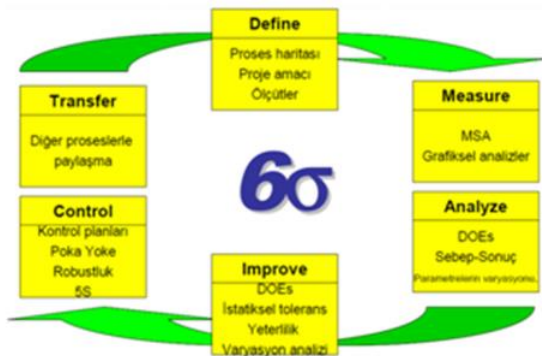 Define
Proses haritası
Proje amacı
Ölçütler
Measure
MSA
Grafiksel analizler
Analyze
DOEs
Sebep-Sonuç
Parametrelerin varyasyonu,
Improve
DOEs
İstatiksel tolerans
Yeterlilik
Varyasyon analizi
Control
Kontrol planları
Poka Yoke
Robustluk
5S
Transfer
Diğer proseslerle
paylaşma
6σ